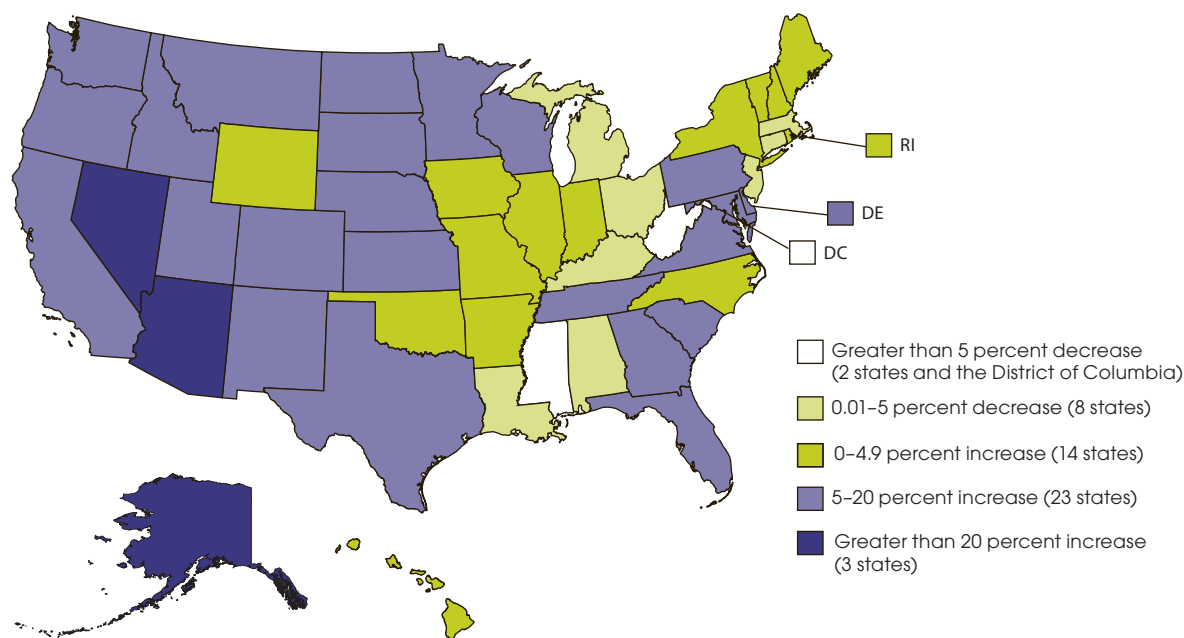 RI
DE
DC
Greater than 5 percent decrease
(2 states and the District of Columbia)
0.01–5 percent decrease (8 states)
0–4.9 percent increase (14 states)
5–20 percent increase (23 states)
Greater than 20 percent increase
(3 states)